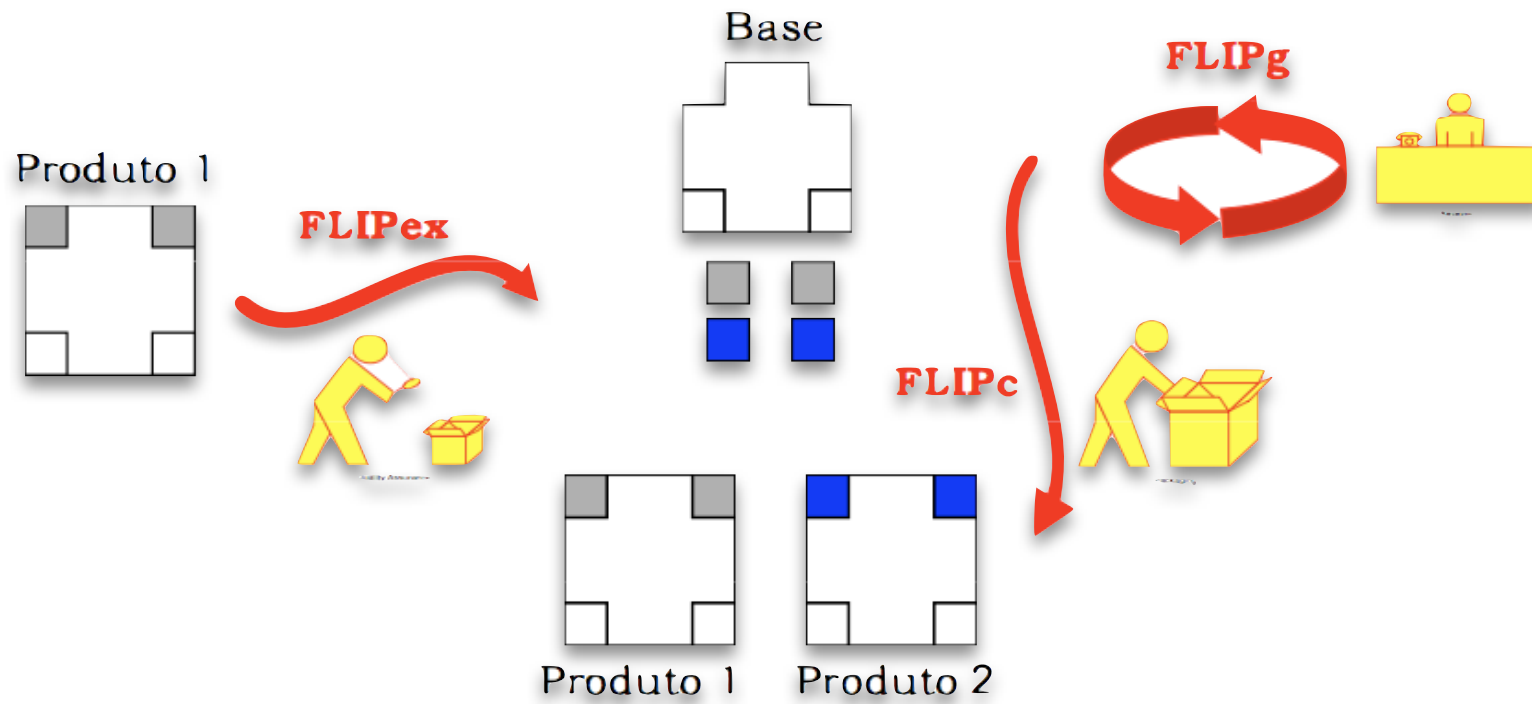 Base
FLIPg
Produto 1
FLIPex
FLIPc
Produto 1
Produto 2